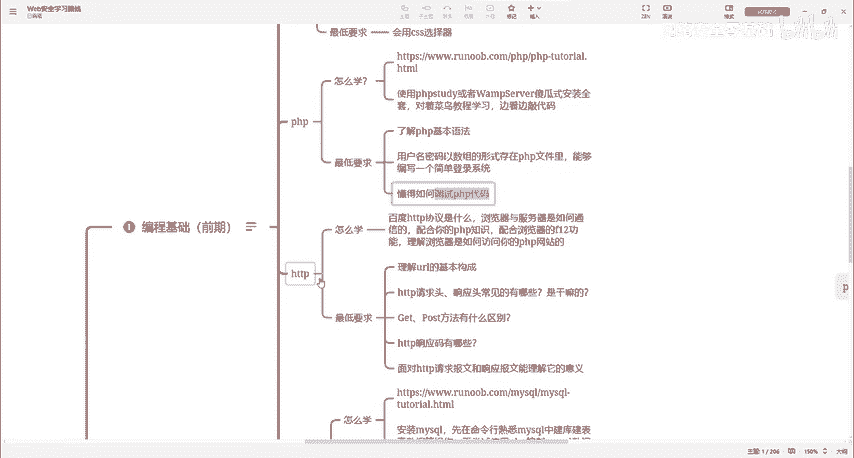 Web安全学习路线
主题
子主题
概要
标记
插入
最低要求
会用css选择器
https://www.runoob.com/php/php-tutorial.
html
怎么学?
使用phpstudy或者WampServer傻瓜式安装全
套，对着菜鸟教程学习，边看边敲代码
php
了解php基本语法
用户名密码以数组的形式存在php文件里，能够
编写一个简单登录系统
最低要求
懂得如何调试php代码
1 编程基础（前期）
百度http协议是什么，浏览器与服务器是如何通
信的，配合你的php知识，配合浏览器的f12功
能，理解浏览器是如何访问你的php网站的
怎么学
http
理解url的基本构成
http请求头、响应头常见的有哪些？是干嘛的？
最低要求
Get、Post方法有什么区别?
http响应码有哪些?
面对http请求报文和响应报文能理解它的意义
https://www.runoob.com/mysql/mysql-
tutorial.html
怎么学
安装mysql，先在命令行熟悉mysql中建库建表
p
主题: 1 / 206
150%
大纲